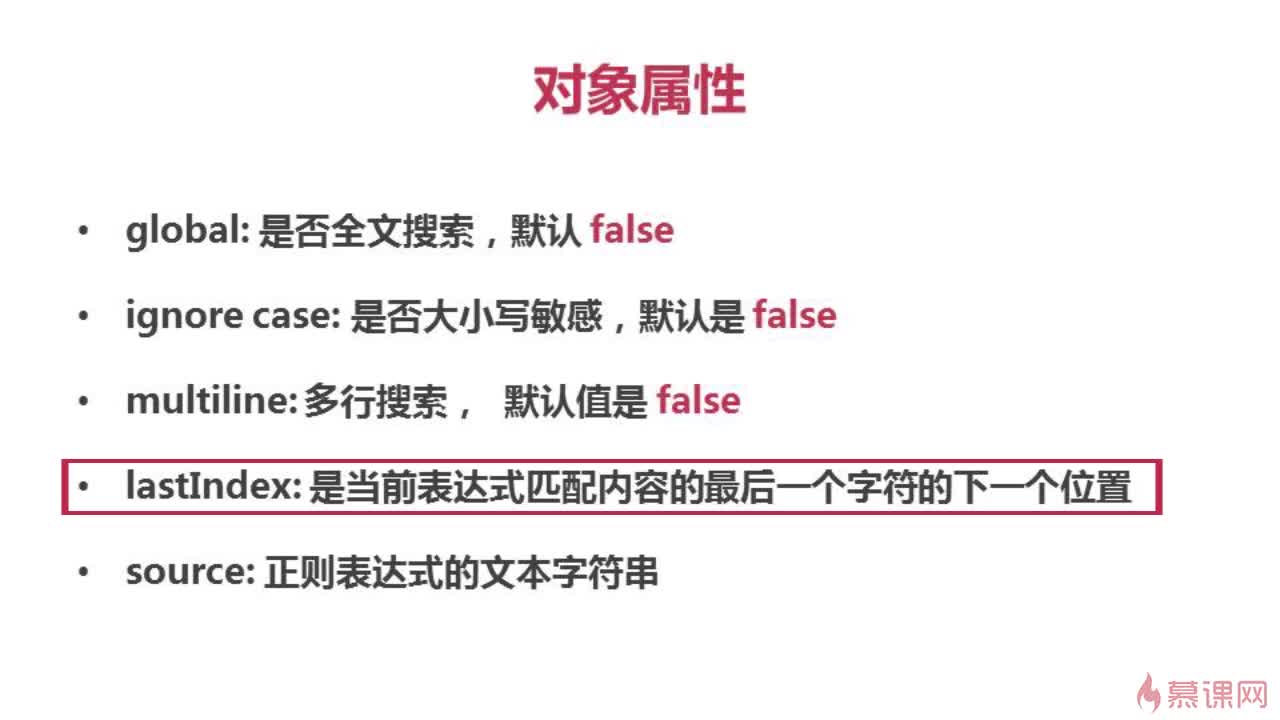 对象属性
• global: 是否全文搜索，默认 false
• ignore case: 是否大小写敏感，默认是 false
• multiline: 多行搜索， 默认值是 false
• lastIndex: 是当前表达式匹配内容的最后一个字符的下一个位置
• source: 正则表达式的文本字符串
慕课网